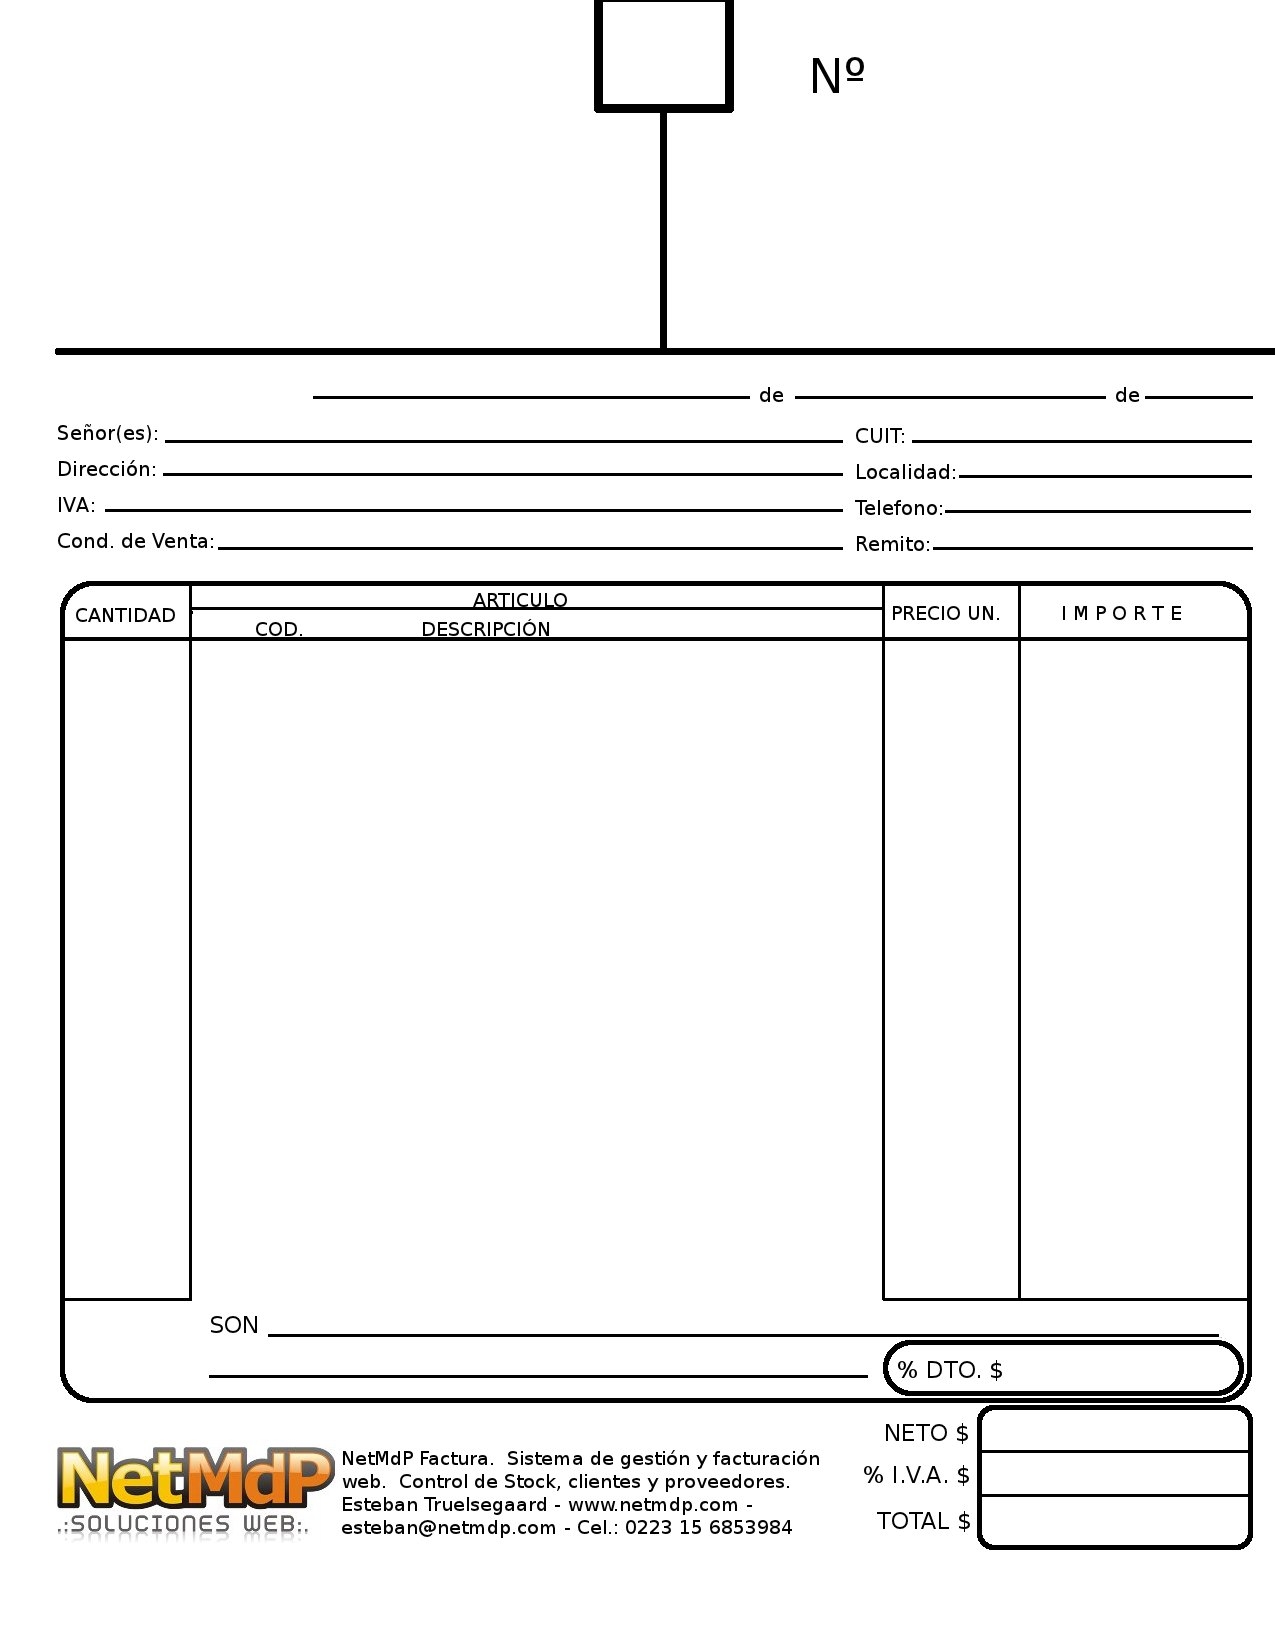 Nº
de de
Señor(es): CUIT:
Dirección: Localidad:
IVA: Telefono:
Cond. de Venta: Remito:
CANTIDAD ARTICULO PRECIO UN. I M P O R T E
COD. DESCRIPCIÓN
SON
% DTO. $
NETO $
% I.V.A. $
TOTAL $
NetMdP
.:SOLUCIONES WEB:.
NetMdP Factura. Sistema de gestión y facturación
web. Control de Stock, clientes y proveedores.
Esteban Truelsegaard - www.netmdp.com -
esteban@netmdp.com - Cel.: 0223 15 6853984